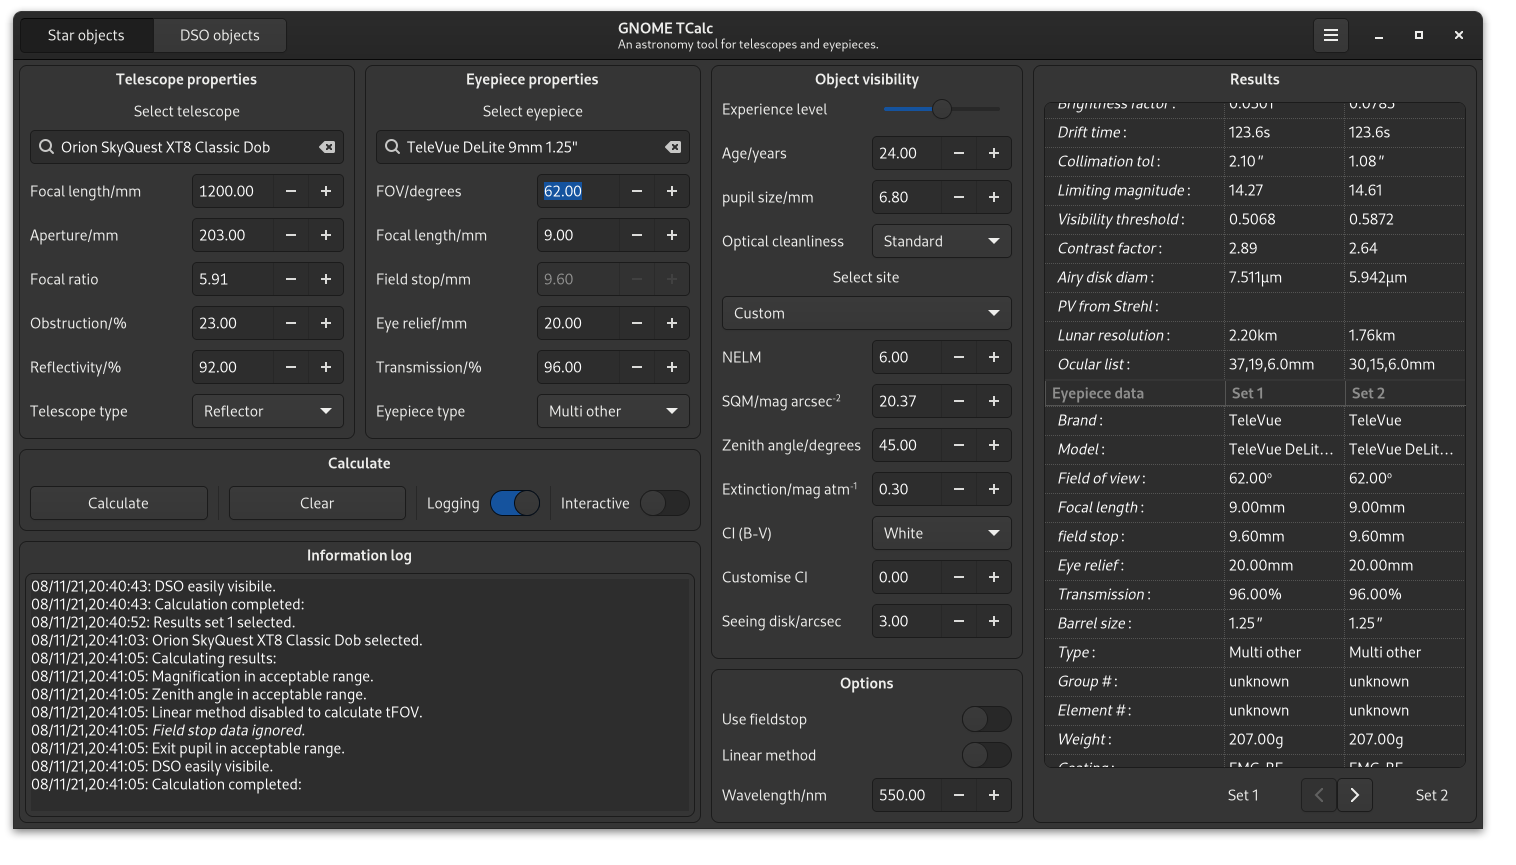 Star objects
DSO objects
GNOME TCalc
An astronomy tool for telescopes and eyepieces.
Telescope properties
Select telescope
Orion SkyQuest XT8 Classic Dob
Focal length/mm 1200.00
Aperture/mm 203.00
Focal ratio 5.91
Obstruction/% 23.00
Reflectivity/% 92.00
Telescope type Reflector
Eyepiece properties
Select eyepiece
TeleVue DeLite 9mm 1.25"
FOV/degrees 62.00
Focal length/mm 9.00
Field stop/mm 9.60
Eye relief/mm 20.00
Transmission/% 96.00
Eyepiece type Multi other
Calculate
Calculate Clear Logging Interactive
Information log
08/11/21,20:40:43: DSO easily visibile.
08/11/21,20:40:43: Calculation completed:
08/11/21,20:40:52: Results set 1 selected.
08/11/21,20:41:03: Orion SkyQuest XT8 Classic Dob selected.
08/11/21,20:41:05: Calculating results:
08/11/21,20:41:05: Magnification in acceptable range.
08/11/21,20:41:05: Zenith angle in acceptable range.
08/11/21,20:41:05: Linear method disabled to calculate tFOV.
08/11/21,20:41:05: Field stop data ignored.
08/11/21,20:41:05: Exit pupil in acceptable range.
08/11/21,20:41:05: DSO easily visibile.
08/11/21,20:41:05: Calculation completed:
Object visibility
Experience level
Age/years 24.00
pupil size/mm 6.80
Optical cleanliness Standard
Select site
Custom
NELM 6.00
SQM/mag arcsec⁻² 20.37
Zenith angle/degrees 45.00
Extinction/mag atm⁻¹ 0.30
CI (B-V) White
Customise CI 0.00
Seeing disk/arcsec 3.00
Options
Use fieldstop
Linear method
Wavelength/nm 550.00
Results
Brightness factor : 0.0501 0.0785
Drift time : 123.6s 123.6s
Collimation tol : 2.10″ 1.08″
Limiting magnitude : 14.27 14.61
Visibility threshold : 0.5068 0.5872
Contrast factor : 2.89 2.64
Airy disk diam : 7.511μm 5.942μm
PV from Strehl :
Lunar resolution : 2.20km 1.76km
Ocular list : 37,19,6.0mm 30,15,6.0mm
Eyepiece data Set 1 Set 2
Brand : TeleVue TeleVue
Model : TeleVue DeLit… TeleVue DeLit…
Field of view : 62.00° 62.00°
Focal length : 9.00mm 9.00mm
field stop : 9.60mm 9.60mm
Eye relief : 20.00mm 20.00mm
Transmission : 96.00% 96.00%
Barrel size : 1.25″ 1.25″
Type : Multi other Multi other
Group # : unknown unknown
Element # : unknown unknown
Weight : 207.00g 207.00g
Set 1 Set 2